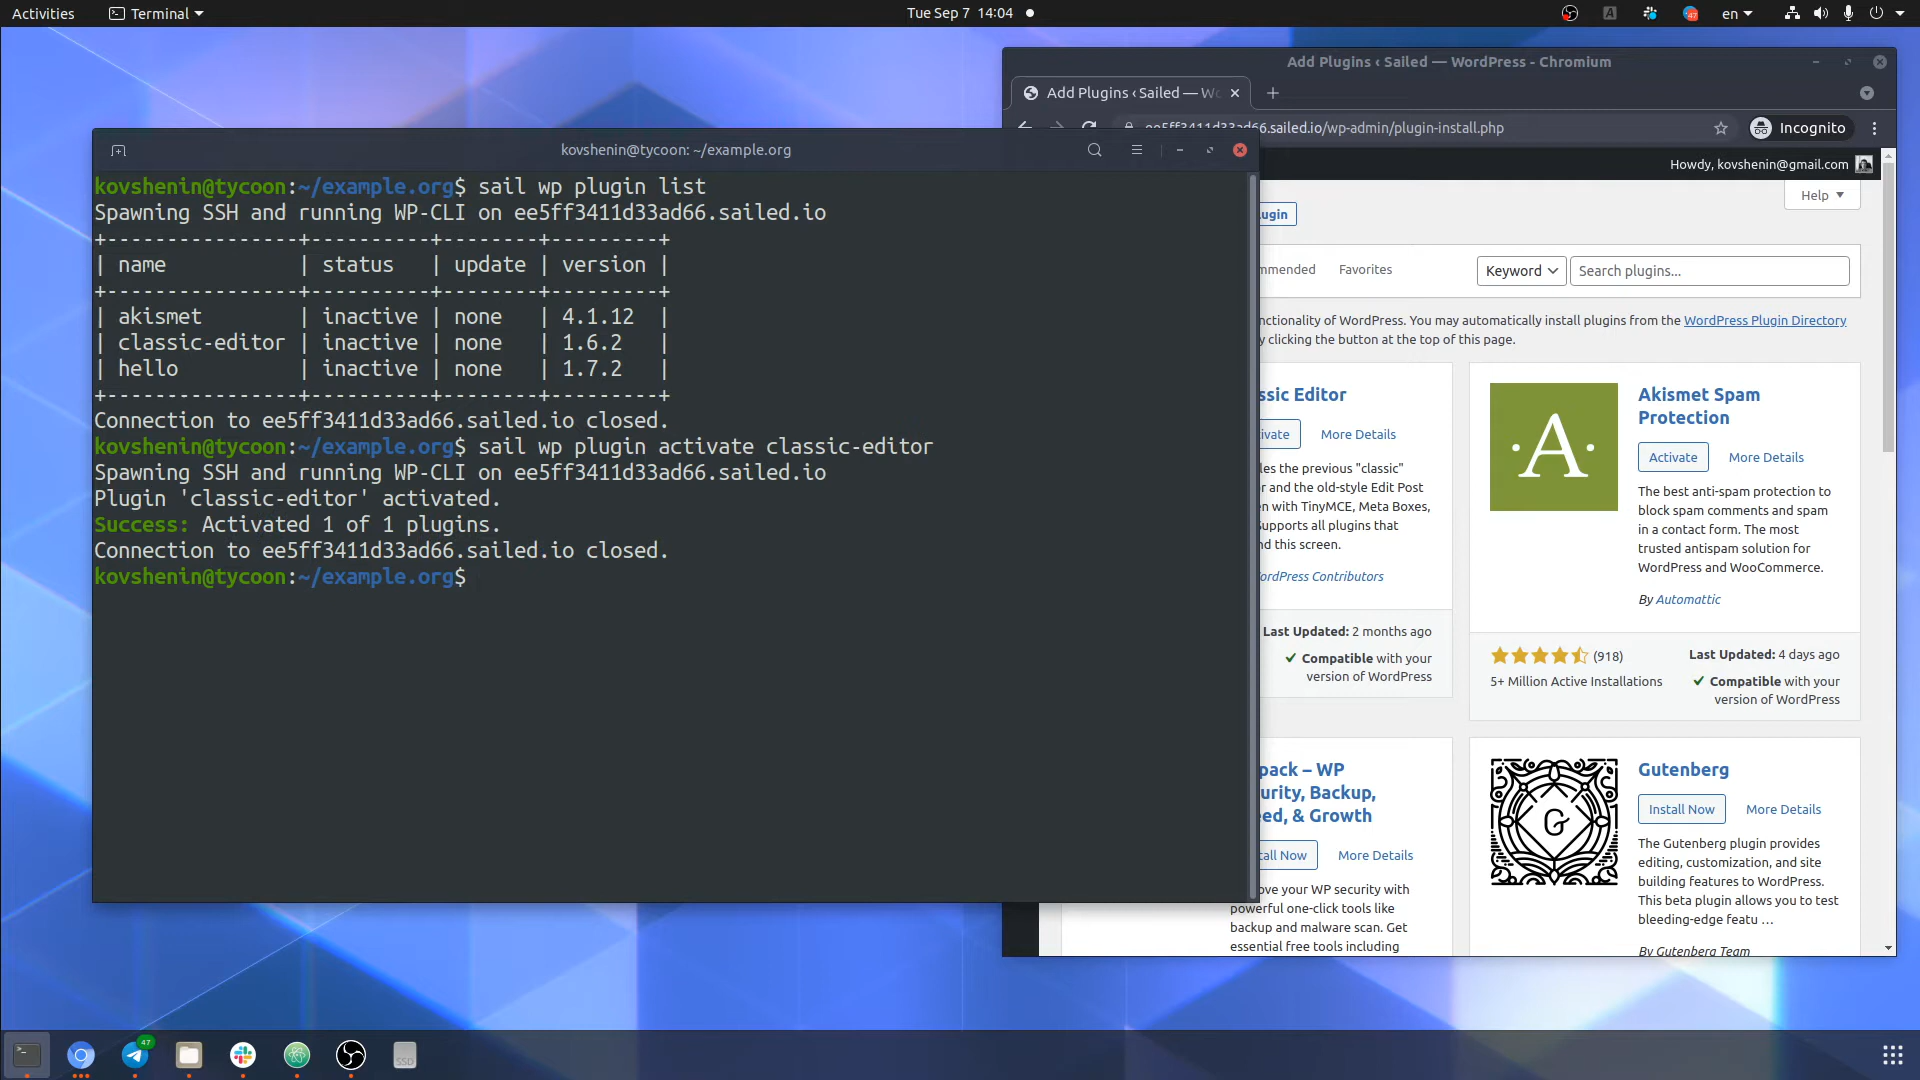 Activities
Terminal
Tue Sep 7 14:04
en
Add Plugins ‹ Sailed — WordPress - Chromium
Add Plugins ‹ Sailed — Wo
ee5ff3411d33ad66.sailed.io/wp-admin/plugin-install.php
Incognito
kovshenin@tycoon: ~/example.org
kovshenin@tycoon:~/example.org$ sail wp plugin list
Spawning SSH and running WP-CLI on ee5ff3411d33ad66.sailed.io
+----------------+----------+--------+---------+
| name | status | update | version |
+----------------+----------+--------+---------+
| akismet | inactive | none | 4.1.12 |
| classic-editor | inactive | none | 1.6.2 |
| hello | inactive | none | 1.7.2 |
+----------------+----------+--------+---------+
Connection to ee5ff3411d33ad66.sailed.io closed.
kovshenin@tycoon:~/example.org$ sail wp plugin activate classic-editor
Spawning SSH and running WP-CLI on ee5ff3411d33ad66.sailed.io
Plugin 'classic-editor' activated.
Success: Activated 1 of 1 plugins.
Connection to ee5ff3411d33ad66.sailed.io closed.
kovshenin@tycoon:~/example.org$
Howdy, kovshenin@gmail.com
Help
ugin
mmended
Favorites
Keyword
Search plugins...
nctionality of WordPress. You may automatically install plugins from the WordPress Plugin Directory
y clicking the button at the top of this page.
ssic Editor
ivate
More Details
les the previous "classic"
r and the old-style Edit Post
en with TinyMCE, Meta Boxes,
Supports all plugins that
nd this screen.
ordPress Contributors
Last Updated: 2 months ago
Compatible with your
version of WordPress
A
Akismet Spam
Protection
Activate
More Details
The best anti-spam protection to
block spam comments and spam
in a contact form. The most
trusted antispam solution for
WordPress and WooCommerce.
By Automattic
(918)
Last Updated: 4 days ago
5+ Million Active Installations
Compatible with your
version of WordPress
pack – WP
urity, Backup,
eed, & Growth
tall Now
More Details
ove your WP security with
powerful one-click tools like
backup and malware scan. Get
essential free tools including
G
Gutenberg
Install Now
More Details
The Gutenberg plugin provides
editing, customization, and site
building features to WordPress.
This beta plugin allows you to test
bleeding-edge featu …
By Gutenberg Team
47
SSD